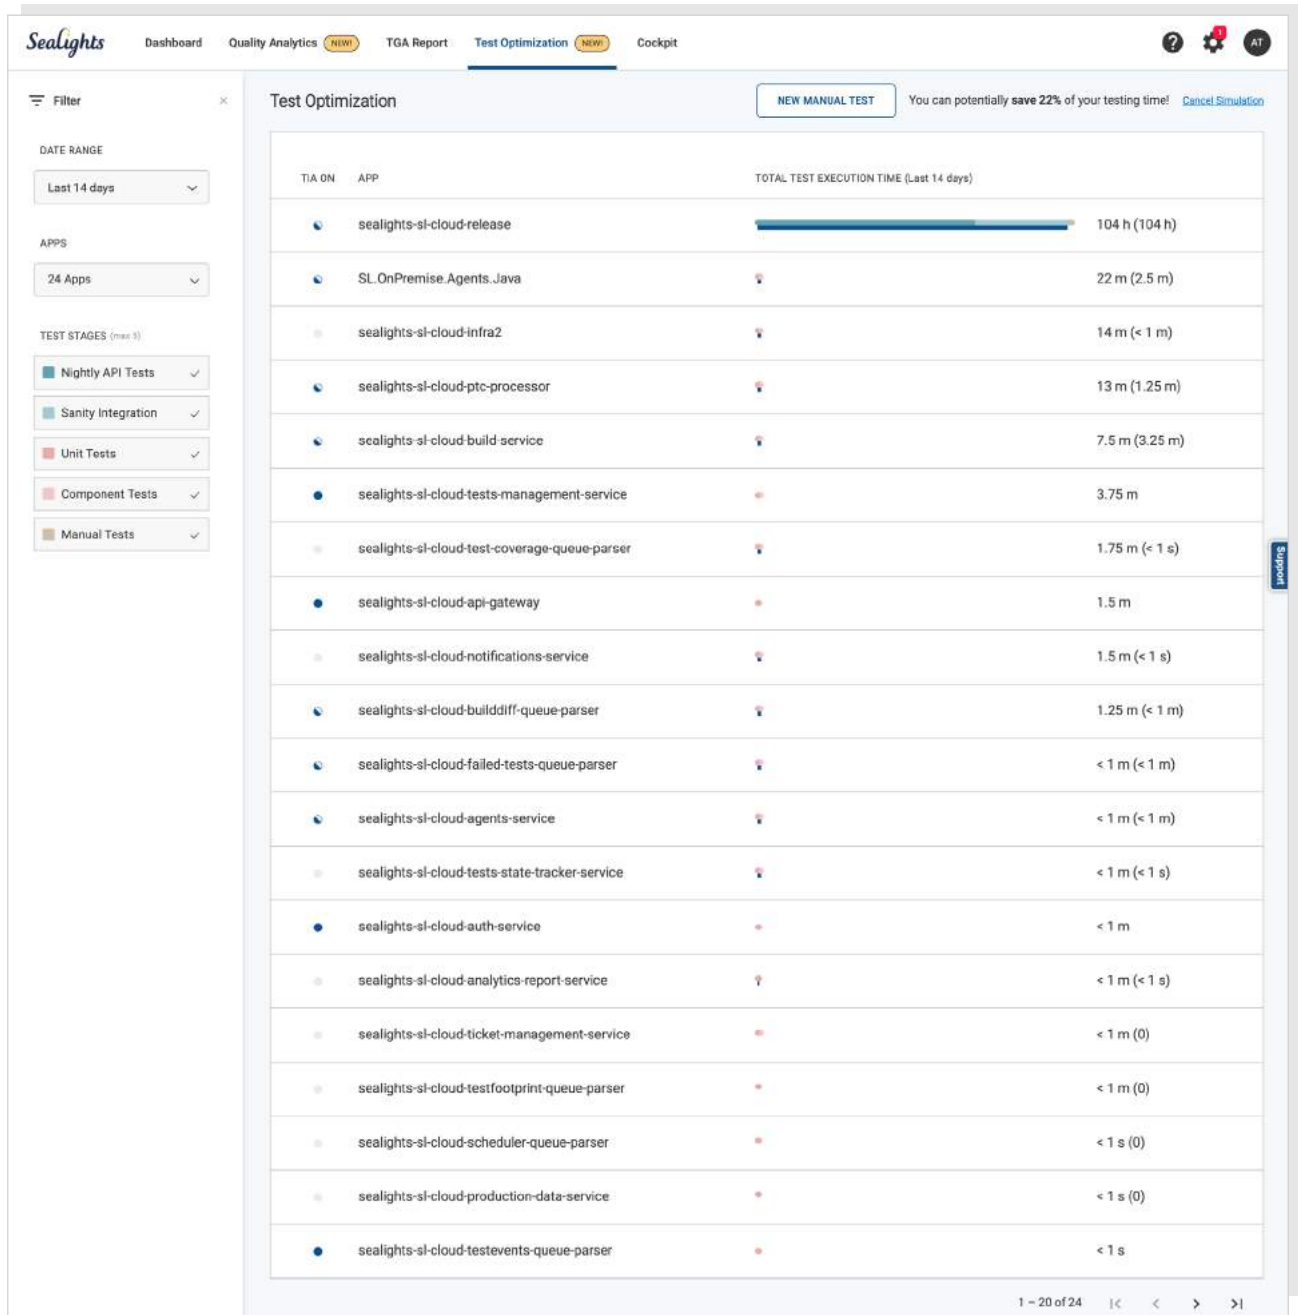 Sealights Dashboard Quality Analytics NEW! TGA Report Test Optimization NEW! Cockpit 1 AT
Filter
DATE RANGE
Last 14 days
APPS
24 Apps
TEST STAGES (max 5)
Nightly API Tests
Sanity Integration
Unit Tests
Component Tests
Manual Tests
Test Optimization NEW MANUAL TEST You can potentially save 22% of your testing time! Cancel Simulation
TIA ON APP TOTAL TEST EXECUTION TIME (Last 14 days)
sealights-sl-cloud-release 104 h (104 h)
SL.OnPremise.Agents.Java 22 m (2.5 m)
sealights-sl-cloud-infra2 14 m (< 1 m)
sealights-sl-cloud-ptc-processor 13 m (1.25 m)
sealights-sl-cloud-build-service 7.5 m (3.25 m)
sealights-sl-cloud-tests-management-service 3.75 m
sealights-sl-cloud-test-coverage-queue-parser 1.75 m (< 1 s)
sealights-sl-cloud-api-gateway 1.5 m
sealights-sl-cloud-notifications-service 1.5 m (< 1 s)
sealights-sl-cloud-builddiff-queue-parser 1.25 m (< 1 m)
sealights-sl-cloud-failed-tests-queue-parser < 1 m (< 1 m)
sealights-sl-cloud-agents-service < 1 m (< 1 m)
sealights-sl-cloud-tests-state-tracker-service < 1 m (< 1 s)
sealights-sl-cloud-auth-service < 1 m
sealights-sl-cloud-analytics-report-service < 1 m (< 1 s)
sealights-sl-cloud-ticket-management-service < 1 m (0)
sealights-sl-cloud-testfootprint-queue-parser < 1 m (0)
sealights-sl-cloud-scheduler-queue-parser < 1 s (0)
sealights-sl-cloud-production-data-service < 1 s (0)
sealights-sl-cloud-testevents-queue-parser < 1 s
1 – 20 of 24
Support